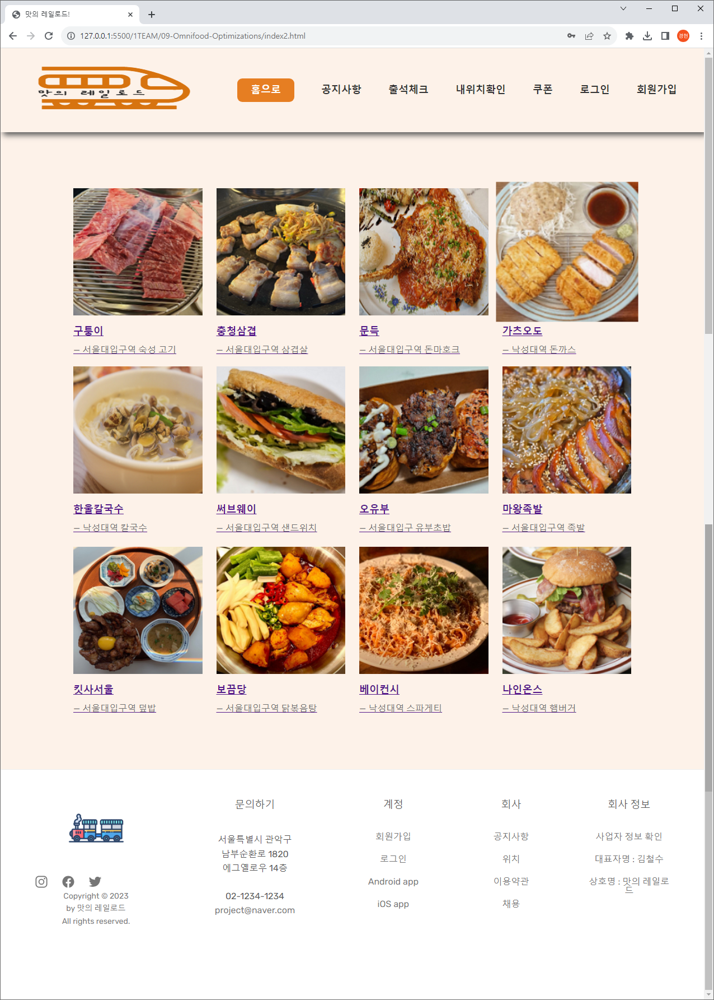 맛의 레일로드!
127.0.0.1:5500/1TEAM/09-Omnifood-Optimizations/index2.html
경현
맛의 레일로드
홈으로 공지사항 출석체크 내위치확인 쿠폰 로그인 회원가입
구퉁이 충청삼겹 문득 가츠오도
– 서울대입구역 숙성 고기 – 서울대입구역 삼겹살 – 서울대입구역 돈마호크 – 낙성대역 돈까스
한울칼국수 써브웨이 오유부 마왕족발
– 낙성대역 칼국수 – 서울대입구역 샌드위치 – 서울대입구 유부초밥 – 서울대입구역 족발
킷사서울 보끔당 베이컨시 나인온스
– 서울대입구역 덮밥 – 서울대입구역 닭볶음탕 – 낙성대역 스파게티 – 낙성대역 햄버거
Copyright © 2023
by 맛의 레일로드
All rights reserved.
문의하기
서울특별시 관악구
남부순환로 1820
에그옐로우 14층
02-1234-1234
project@naver.com
계정
회원가입
로그인
Android app
iOS app
회사
공지사항
위치
이용약관
채용
회사 정보
사업자 정보 확인
대표자명 : 김철수
상호명 : 맛의 레일로
드